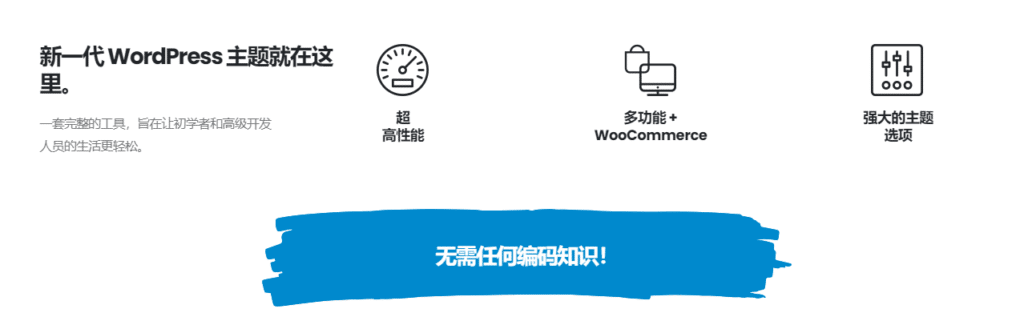 新一代 WordPress 主题就在这
里。
一套完整的工具，旨在让初学者和高级开发
人员的生活更轻松。
超
高性能
多功能 +
WooCommerce
强大的主题
选项
无需任何编码知识！